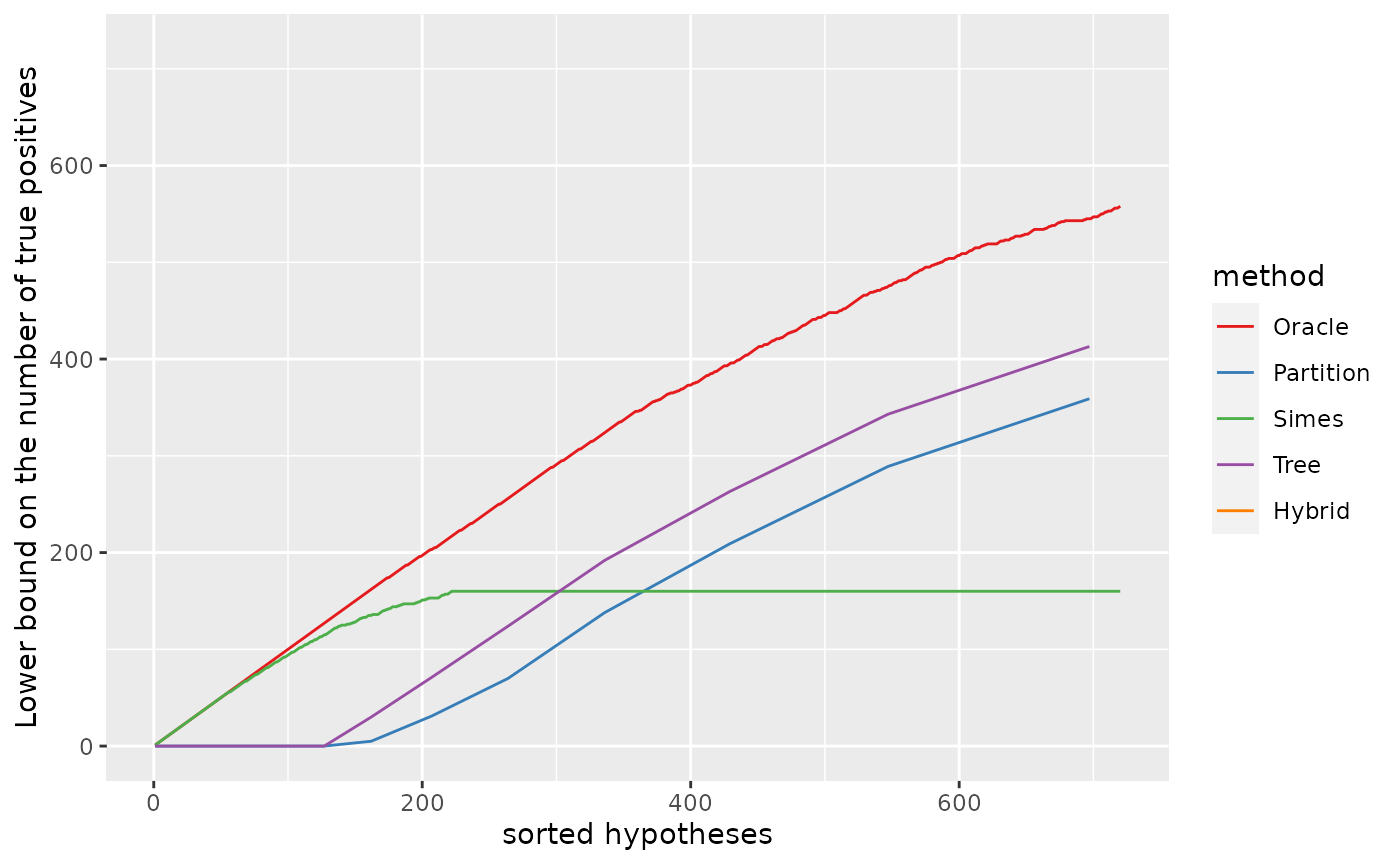 Lower bound on the number of true positives
600
400
200
0
0 200 400 600
sorted hypotheses
method
Oracle
Partition
Simes
Tree
Hybrid